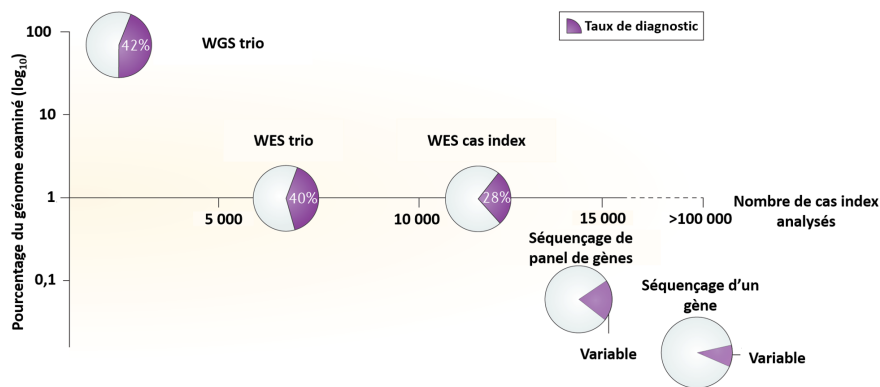 Pourcentage du génome examiné (log10)
100
10
1
0,1
42%
WGS trio
Taux de diagnostic
WES trio
40%
WES cas index
28%
5 000
10 000
15 000
>100 000
Nombre de cas index
analysés
Séquençage de
panel de gènes
Variable
Séquençage d’un
gène
Variable